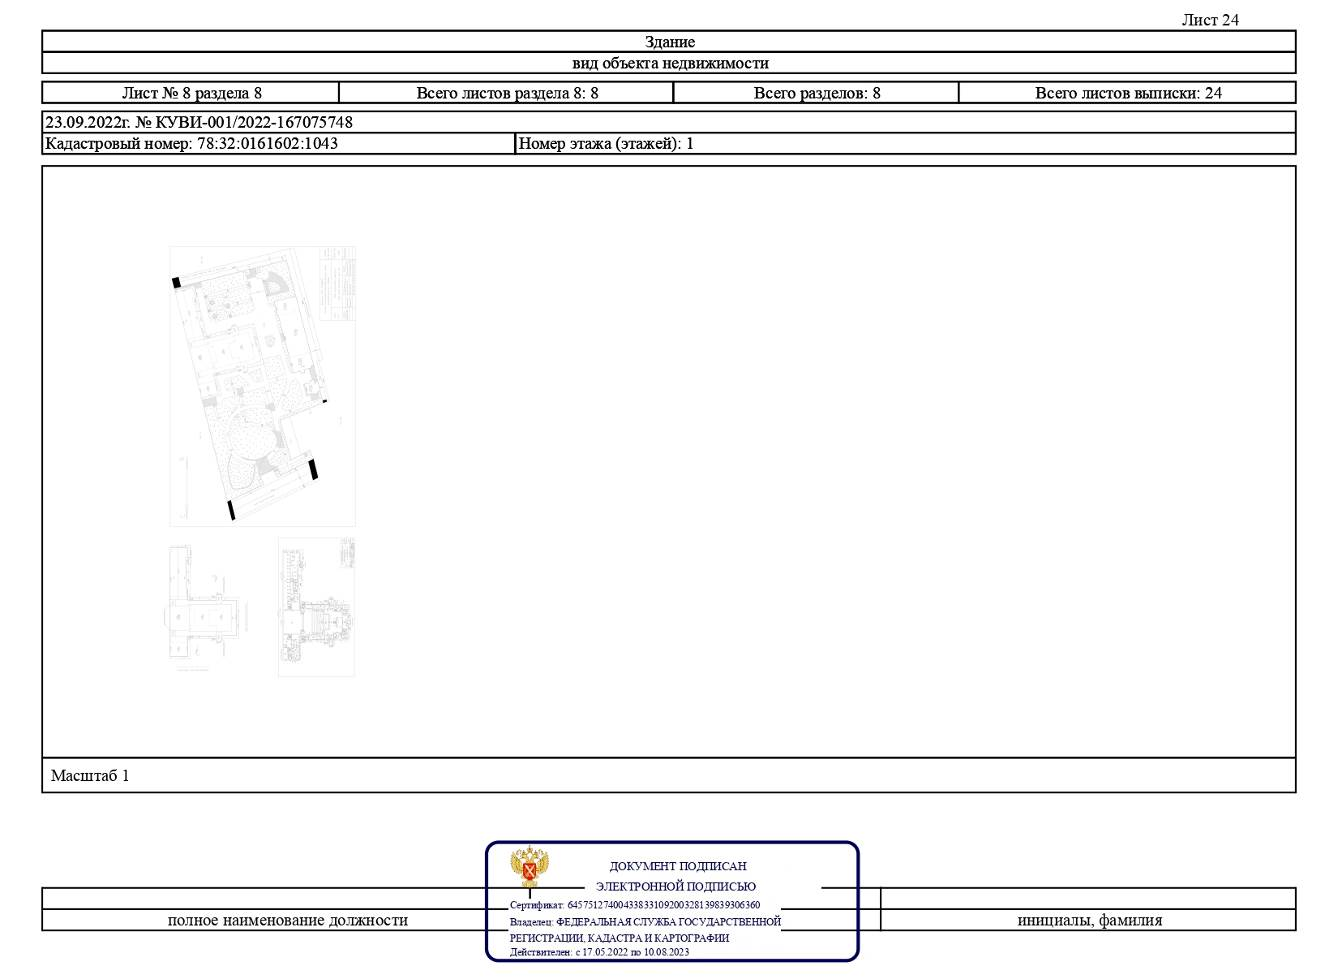 Лист 24
Здание
вид объекта недвижимости
Лист № 8 раздела 8 Всего листов раздела 8: 8 Всего разделов: 8 Всего листов выписки: 24
23.09.2022г. № КУВИ-001/2022-167075748
Кадастровый номер: 78:32:0161602:1043 Номер этажа (этажей): 1
Масштаб 1
ДОКУМЕНТ ПОДПИСАН
ЭЛЕКТРОННОЙ ПОДПИСЬЮ
Сертификат: 64575127400433833109200328139839306360
Владелец: ФЕДЕРАЛЬНАЯ СЛУЖБА ГОСУДАРСТВЕННОЙ
РЕГИСТРАЦИИ, КАДАСТРА И КАРТОГРАФИИ
Действителен: с 17.05.2022 по 10.08.2023
полное наименование должности инициалы, фамилия